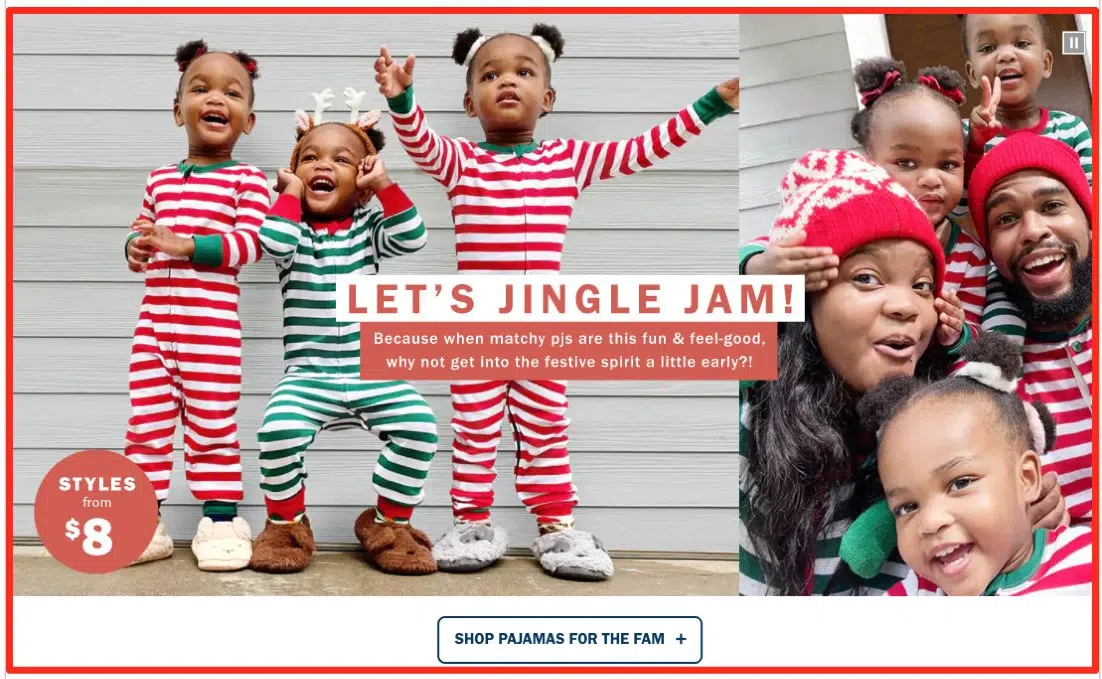 LET'S JINGLE JAM!
Because when matchy pjs are this fun & feel-good,
why not get into the festive spirit a little early?!
STYLES
from
$8
SHOP PAJAMAS FOR THE FAM +